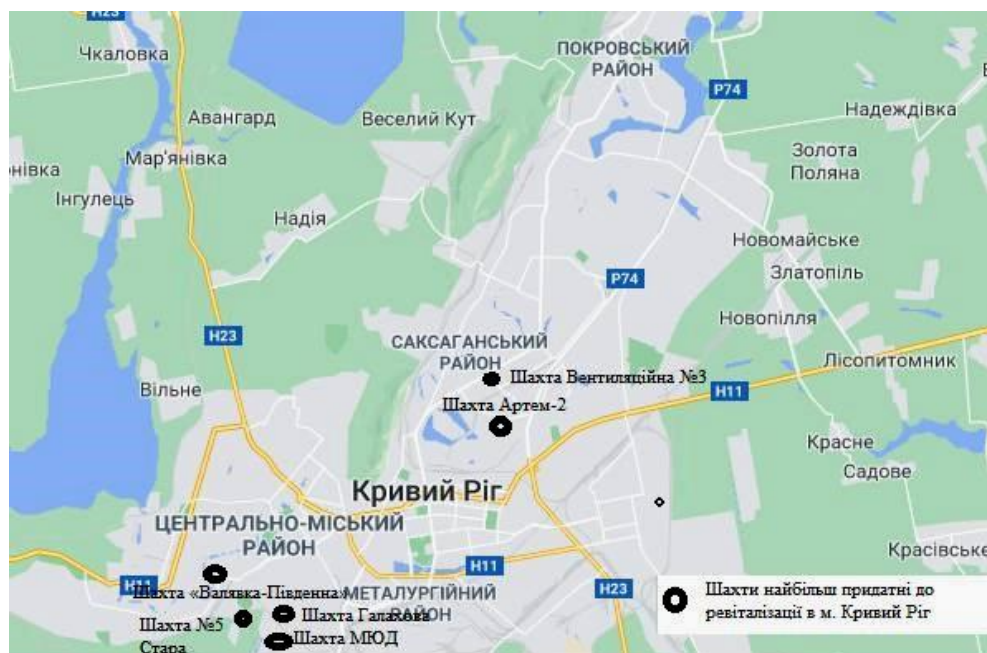 H23
Чкаловка
ПОКРОВСЬКИЙ
РАЙОН
P74
Надеждівка
Авангард
Веселий Кут
Мар'янівка
Золота
Поляна
Інгулець
Надія
Новомайське
Златопіль
P74
Новопілля
H23
САКСАГАНСЬКИЙ
РАЙОН
Лісопитомник
Шахта Вентиляційна №3
Вільне
H11
Шахта Артем-2
Красне
Садове
Кривий Ріг
ЦЕНТРАЛЬНО-МІСЬКИЙ
РАЙОН
Красівське
H11
H11
H23
Шахта «Валявка-Південна»
МЕТАЛУРГІЙНИЙ
РАЙОН
Шахта Галахова
Шахта №5
Стара
Шахта МЮД
Шахти найбільш придатні до
ревіталізації в м. Кривий Ріг